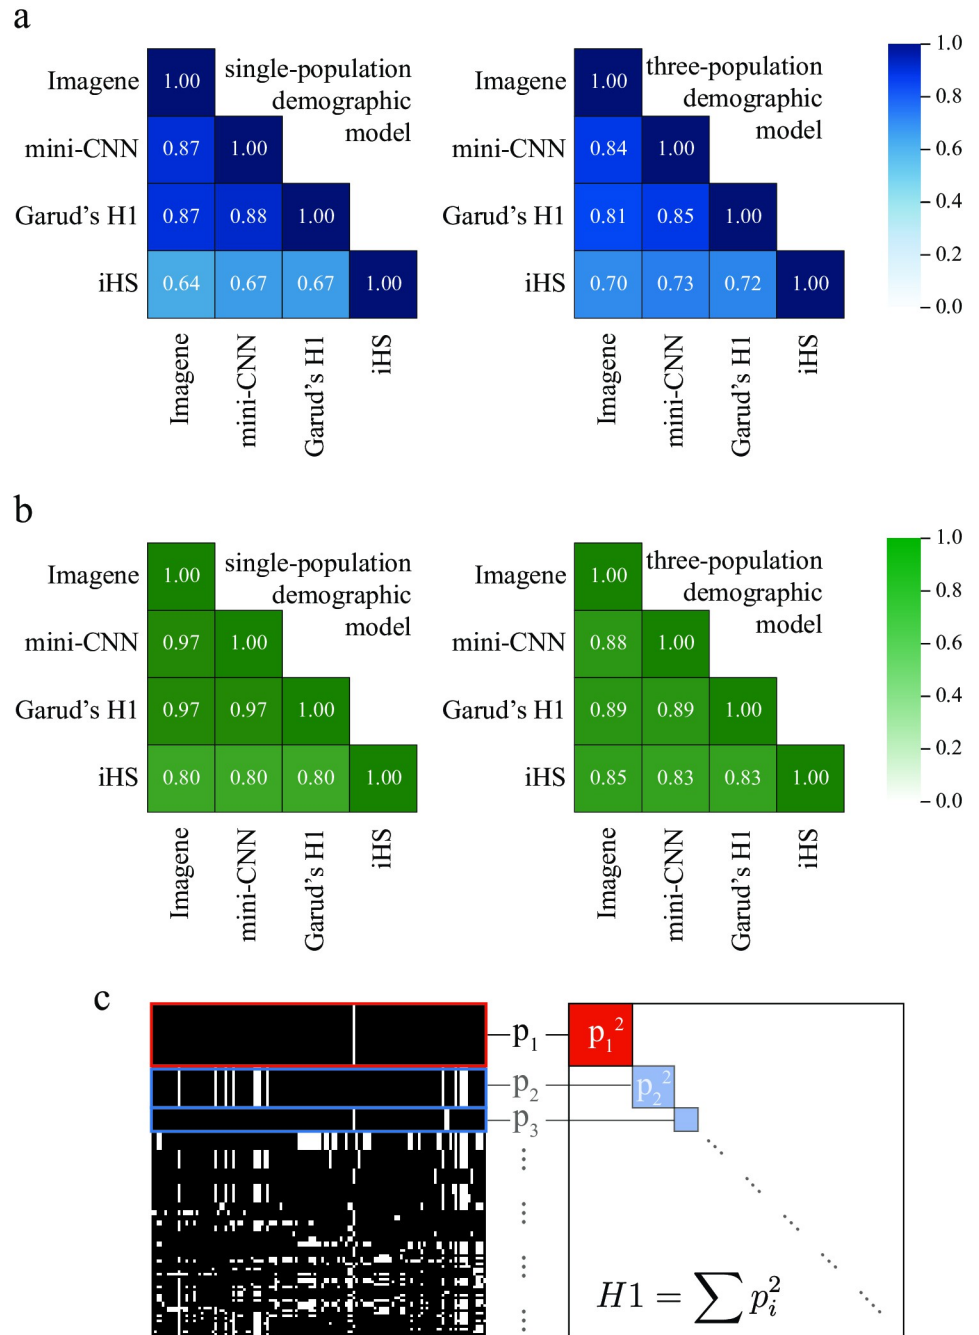 a
single-population
demographic
model
Imagene
mini-CNN
Garud's H1
iHS
1.00
0.87 1.00
0.87 0.88 1.00
0.64 0.67 0.67 1.00
Imagene
mini-CNN
Garud's H1
iHS
three-population
demographic
model
Imagene
mini-CNN
Garud's H1
iHS
1.00
0.84 1.00
0.81 0.85 1.00
0.70 0.73 0.72 1.00
Imagene
mini-CNN
Garud's H1
iHS
1.0
0.8
0.6
0.4
0.2
0.0
b
single-population
demographic
model
Imagene
mini-CNN
Garud's H1
iHS
1.00
0.97 1.00
0.97 0.97 1.00
0.80 0.80 0.80 1.00
Imagene
mini-CNN
Garud's H1
iHS
three-population
demographic
model
Imagene
mini-CNN
Garud's H1
iHS
1.00
0.88 1.00
0.89 0.89 1.00
0.85 0.83 0.83 1.00
Imagene
mini-CNN
Garud's H1
iHS
1.0
0.8
0.6
0.4
0.2
0.0
c
p₁ p₁²
p₂ p₂²
p₃
H1 = ∑ pᵢ²